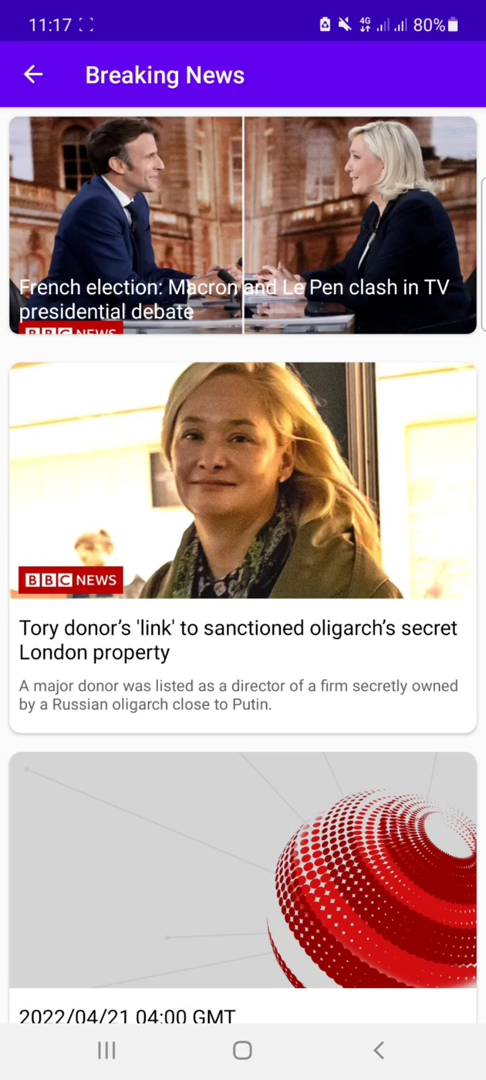 11:17
4G
80%
Breaking News
French election: Macron and Le Pen clash in TV
presidential debate
BBC NEWS
BBC NEWS
Tory donor’s 'link' to sanctioned oligarch’s secret
London property
A major donor was listed as a director of a firm secretly owned
by a Russian oligarch close to Putin.
2022/04/21 04:00 GMT